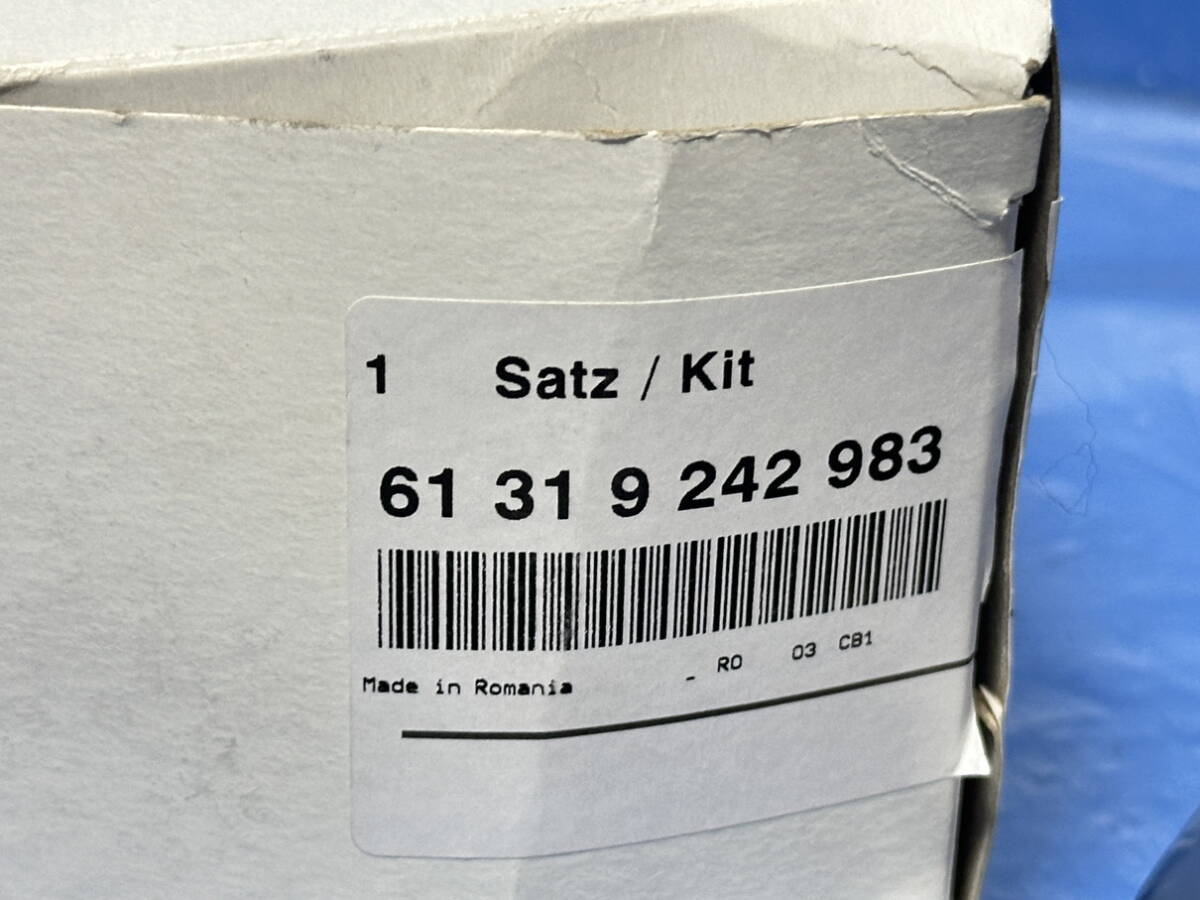 1 Satz / Kit
61 31 9 242 983
Made in Romania - RO 03 CB1